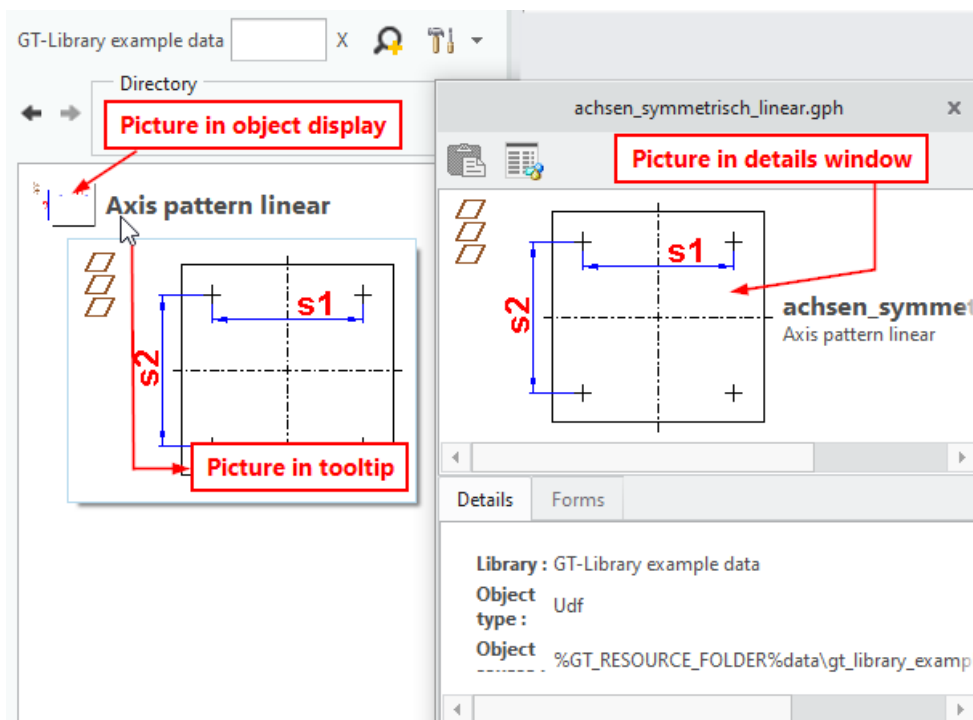 GT-Library example data
X
Directory
Picture in object display
Axis pattern linear
s1
s2
Picture in tooltip
achsen_symmetrisch_linear.gph
x
Picture in details window
s1
s2
achsen_symmet
Axis pattern linear
Details
Forms
Library : GT-Library example data
Object
type :
Udf
Object
%GT_RESOURCE_FOLDER%data\gt_library_examp